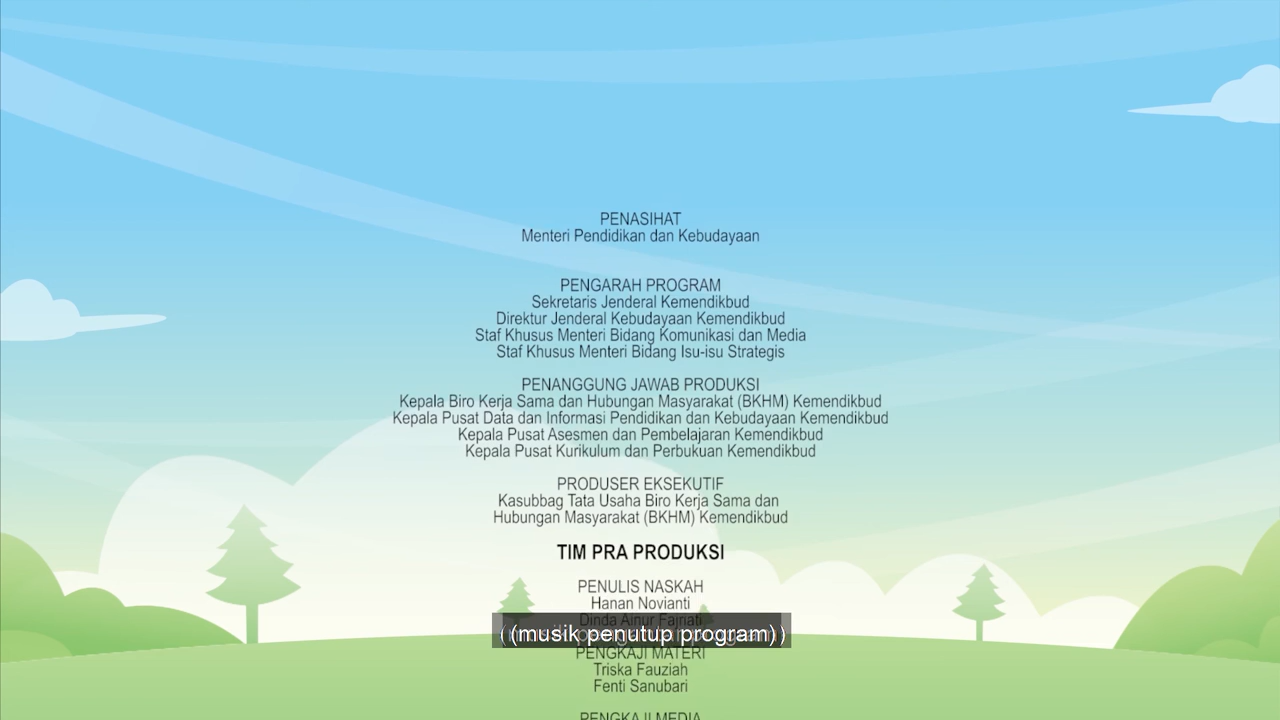 PENASIHAT
Menteri Pendidikan dan Kebudayaan
PENGARAH PROGRAM
Sekretaris Jenderal Kemendikbud
Direktur Jenderal Kebudayaan Kemendikbud
Staf Khusus Menteri Bidang Komunikasi dan Media
Staf Khusus Menteri Bidang Isu-isu Strategis
PENANGGUNG JAWAB PRODUKSI
Kepala Biro Kerja Sama dan Hubungan Masyarakat (BKHM) Kemendikbud
Kepala Pusat Data dan Informasi Pendidikan dan Kebudayaan Kemendikbud
Kepala Pusat Asesmen dan Pembelajaran Kemendikbud
Kepala Pusat Kurikulum dan Perbukuan Kemendikbud
PRODUSER EKSEKUTIF
Kasubbag Tata Usaha Biro Kerja Sama dan
Hubungan Masyarakat (BKHM) Kemendikbud
TIM PRA PRODUKSI
PENULIS NASKAH
Hanan Novianti
Dinda Ainur Fajriati
(musik penutup program)
PENGKAJI MATERI
Triska Fauziah
Fenti Sanubari
PENGKAJI MEDIA